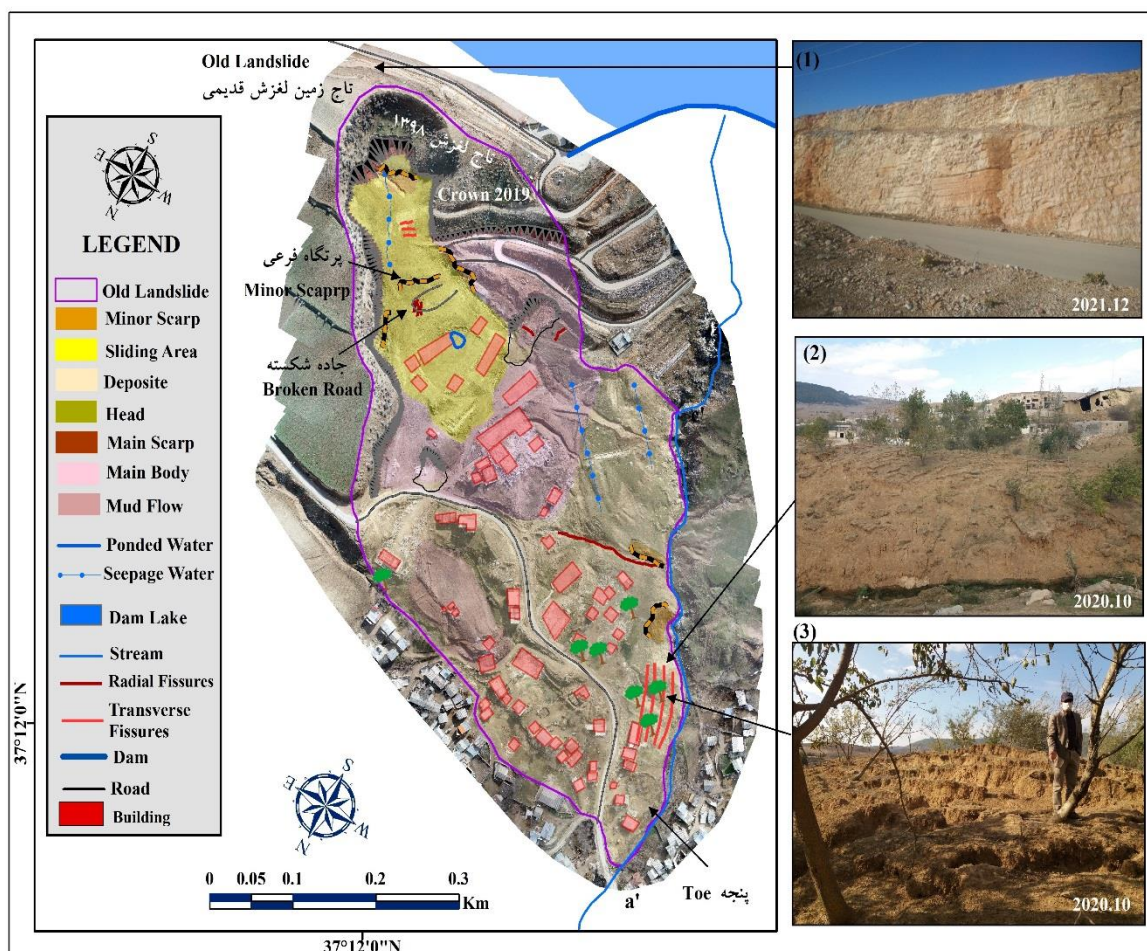 Old Landslide
تاج زمین لغزش قدیمی
تاج لغزش ۱۳۹۸
Crown 2019
پرتگاه فرعی
Minor Scaprp
جاده شکسته
Broken Road
S
E
W
N
LEGEND
Old Landslide
Minor Scarp
Sliding Area
Deposite
Head
Main Scarp
Main Body
Mud Flow
Ponded Water
Seepage Water
Dam Lake
Stream
Radial Fissures
Transverse
Fissures
Dam
Road
Building
37°12'0"N
S
E
W
N
0 0.05 0.1 0.2 0.3
Km
a'
Toe پنجه
37°12'0"N
(1)
2021.12
(2)
2020.10
(3)
2020.10